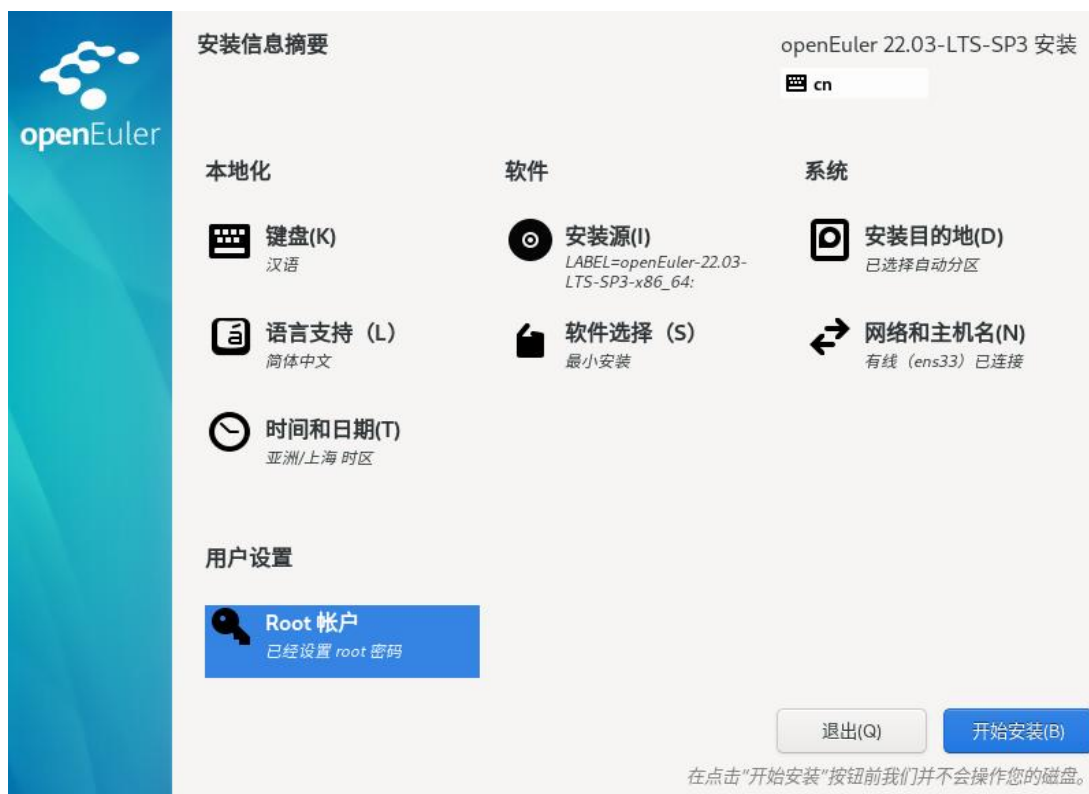 openEuler
安装信息摘要
openEuler 22.03-LTS-SP3 安装
cn
本地化
软件
系统
键盘(K)
汉语
安装源(I)
LABEL=openEuler-22.03-
LTS-SP3-x86_64:
安装目的地(D)
已选择自动分区
语言支持（L）
简体中文
软件选择（S）
最小安装
网络和主机名(N)
有线（ens33）已连接
时间和日期(T)
亚洲/上海 时区
用户设置
Root 帐户
已经设置 root 密码
退出(Q)
开始安装(B)
在点击"开始安装"按钮前我们并不会操作您的磁盘。